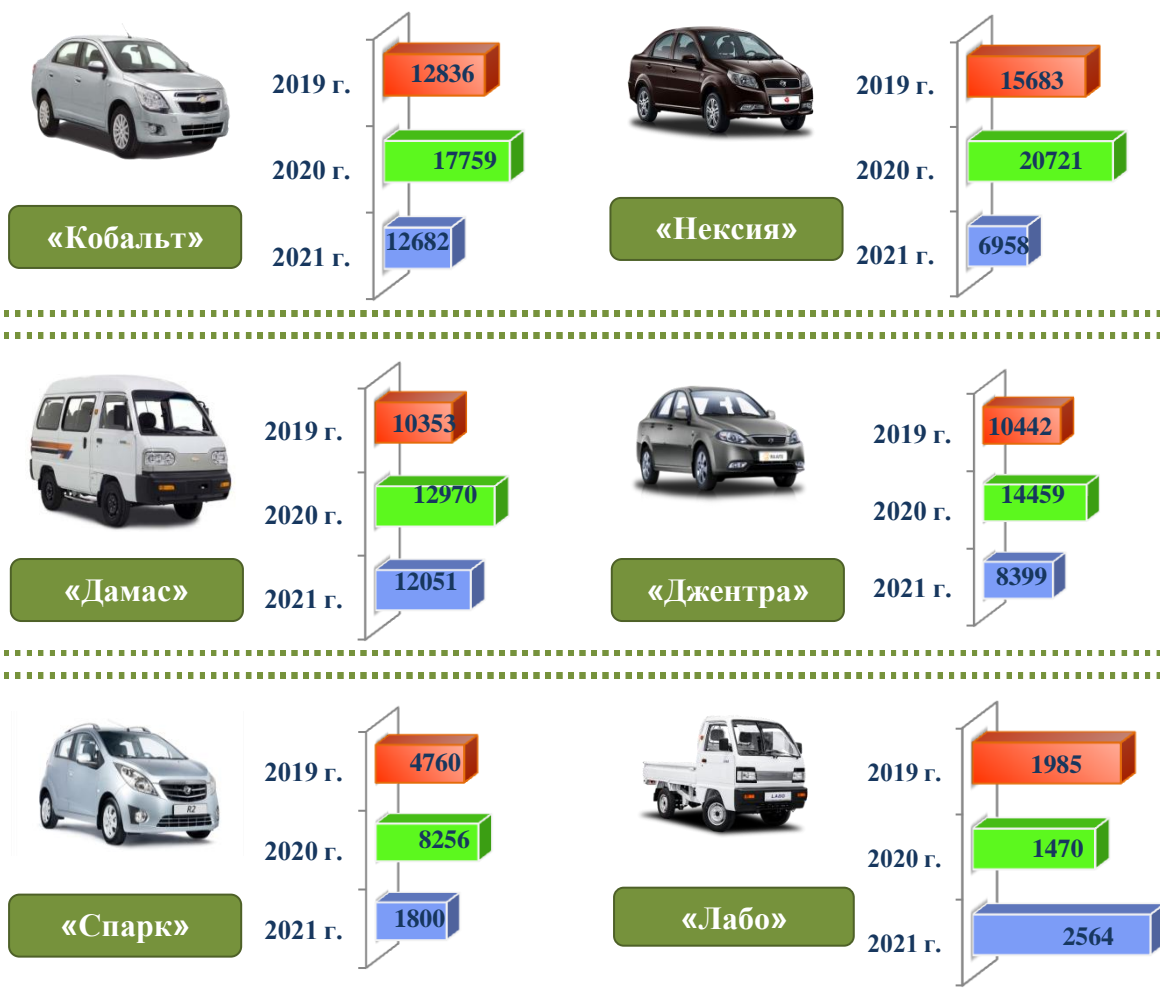 2019 г.
12836
2020 г.
17759
2021 г.
12682
«Кобальт»
2019 г.
15683
2020 г.
20721
2021 г.
6958
«Нексия»
2019 г.
10353
2020 г.
12970
2021 г.
12051
«Дамас»
2019 г.
10442
2020 г.
14459
2021 г.
8399
«Джентра»
R2
2019 г.
4760
2020 г.
8256
2021 г.
1800
«Спарк»
LABO
2019 г.
1985
2020 г.
1470
2021 г.
2564
«Лабо»